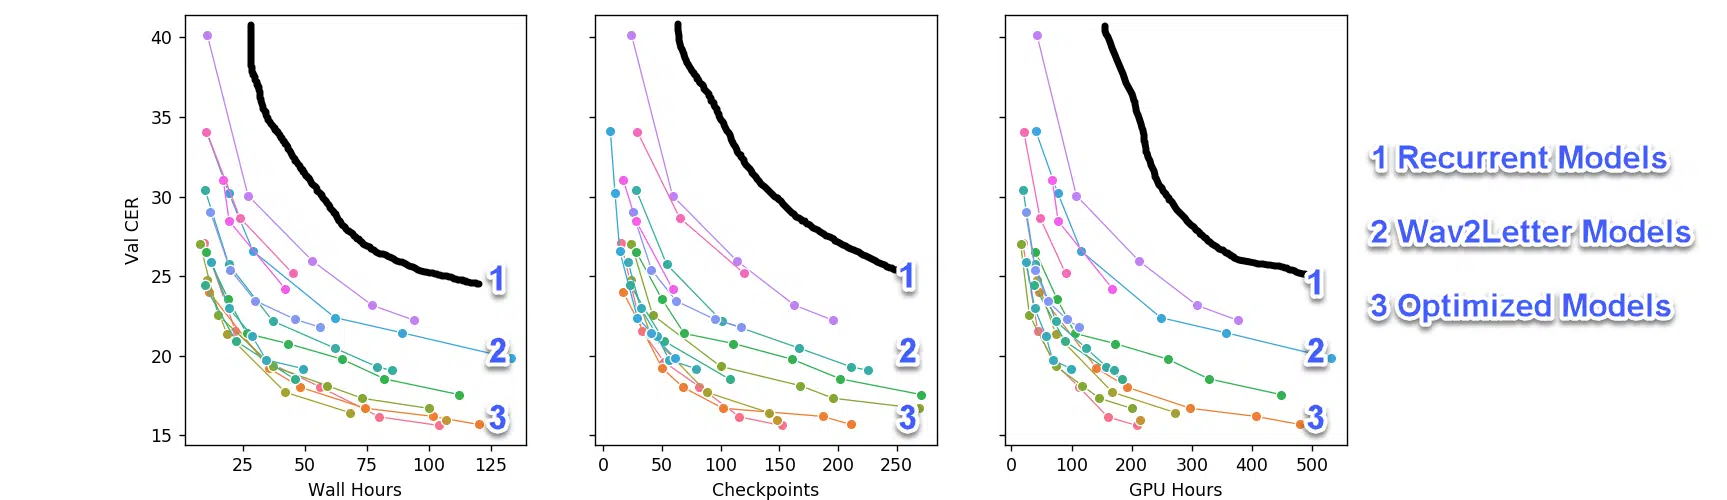 Val CER
40
35
30
25
20
15
25 50 75 100 125
Wall Hours
1
2
3
0 50 100 150 200 250
Checkpoints
1
2
3
0 100 200 300 400 500
GPU Hours
1
2
3
1 Recurrent Models
2 Wav2Letter Models
3 Optimized Models